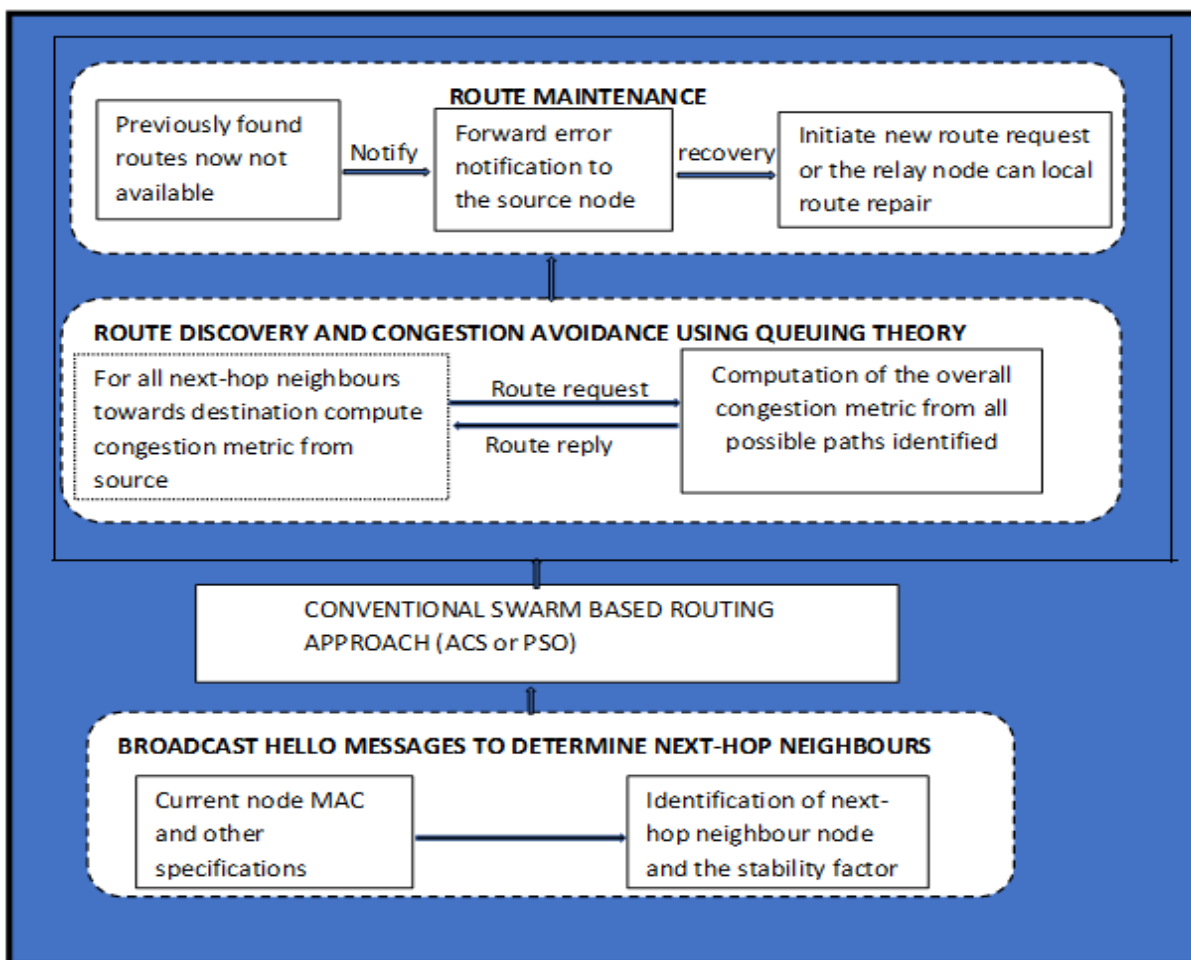 ROUTE MAINTENANCE
Previously found
routes now not
available
Notify
Forward error
notification to
the source node
recovery
Initiate new route request
or the relay node can local
route repair
ROUTE DISCOVERY AND CONGESTION AVOIDANCE USING QUEUING THEORY
For all next-hop neighbours
towards destination compute
congestion metric from
source
Route request
Route reply
Computation of the overall
congestion metric from all
possible paths identified
CONVENTIONAL SWARM BASED ROUTING
APPROACH (ACS or PSO)
BROADCAST HELLO MESSAGES TO DETERMINE NEXT-HOP NEIGHBOURS
Current node MAC
and other
specifications
Identification of next-
hop neighbour node
and the stability factor